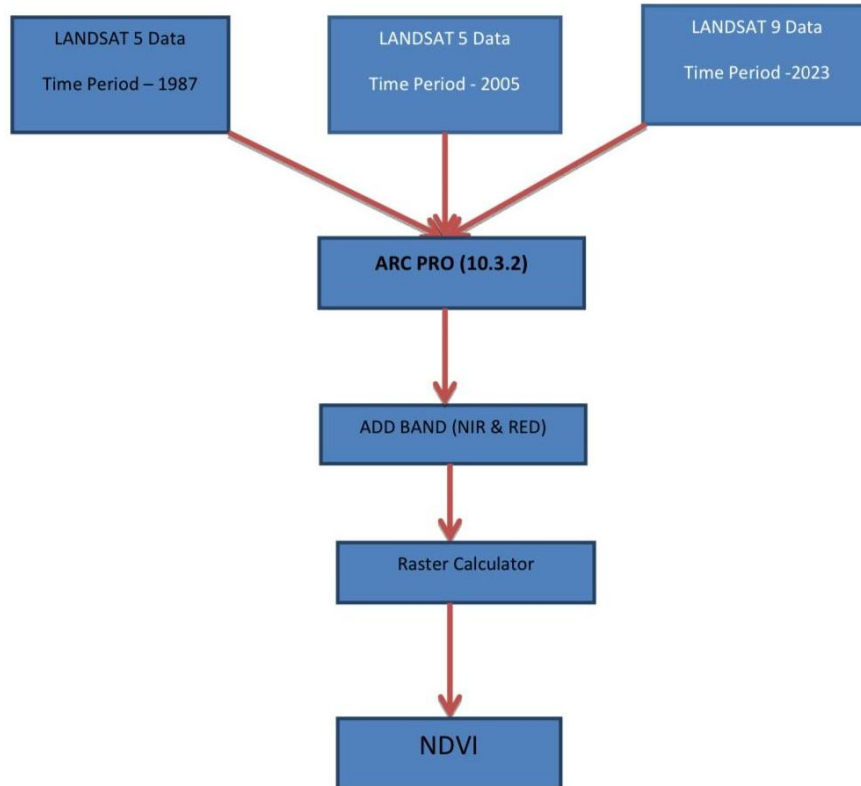 LANDSAT 5 Data
Time Period – 1987
LANDSAT 5 Data
Time Period - 2005
LANDSAT 9 Data
Time Period -2023
ARC PRO (10.3.2)
ADD BAND (NIR & RED)
Raster Calculator
NDVI